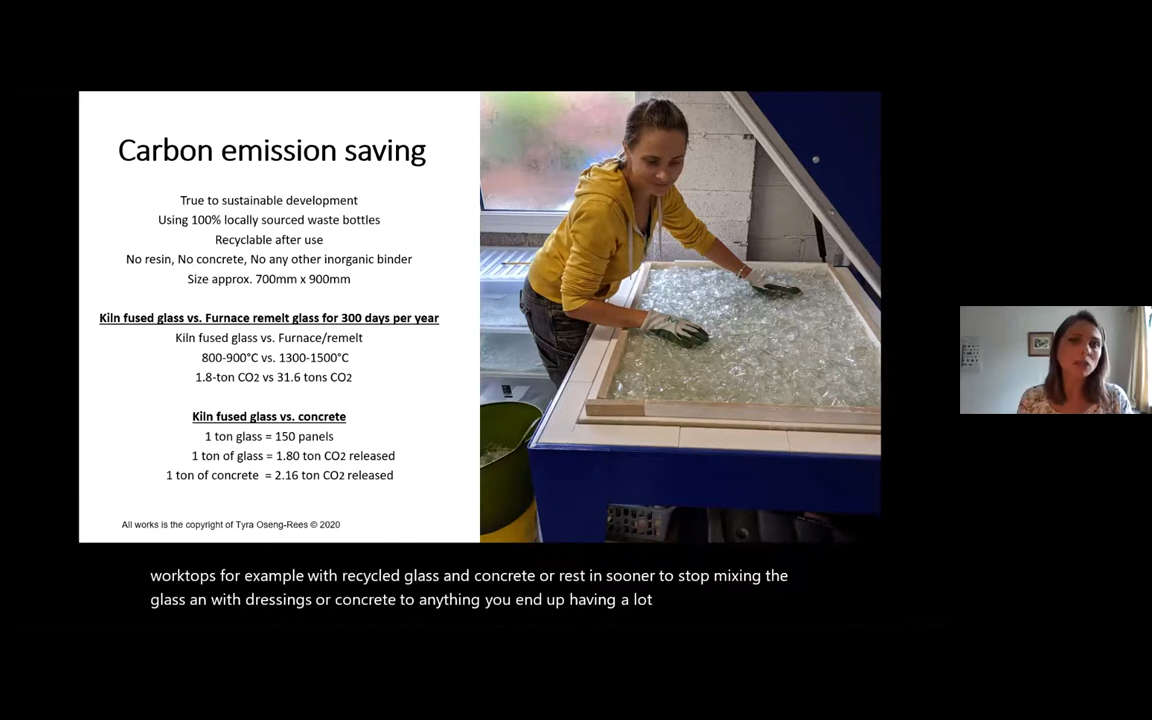 Carbon emission saving
True to sustainable development
Using 100% locally sourced waste bottles
Recyclable after use
No resin, No concrete, No any other inorganic binder
Size approx. 700mm x 900mm
Kiln fused glass vs. Furnace remelt glass for 300 days per year
Kiln fused glass vs. Furnace/remelt
800-900°C vs. 1300-1500°C
1.8-ton CO2 vs 31.6 tons CO2
Kiln fused glass vs. concrete
1 ton glass = 150 panels
1 ton of glass = 1.80 ton CO2 released
1 ton of concrete = 2.16 ton CO2 released
All works is the copyright of Tyra Oseng-Rees © 2020
worktops for example with recycled glass and concrete or rest in sooner to stop mixing the
glass an with dressings or concrete to anything you end up having a lot